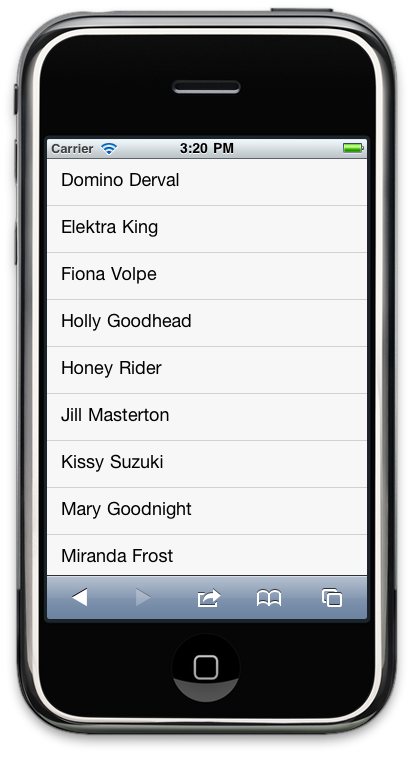 Carrier 3:20 PM
Domino Derval
Elektra King
Fiona Volpe
Holly Goodhead
Honey Rider
Jill Masterton
Kissy Suzuki
Mary Goodnight
Miranda Frost